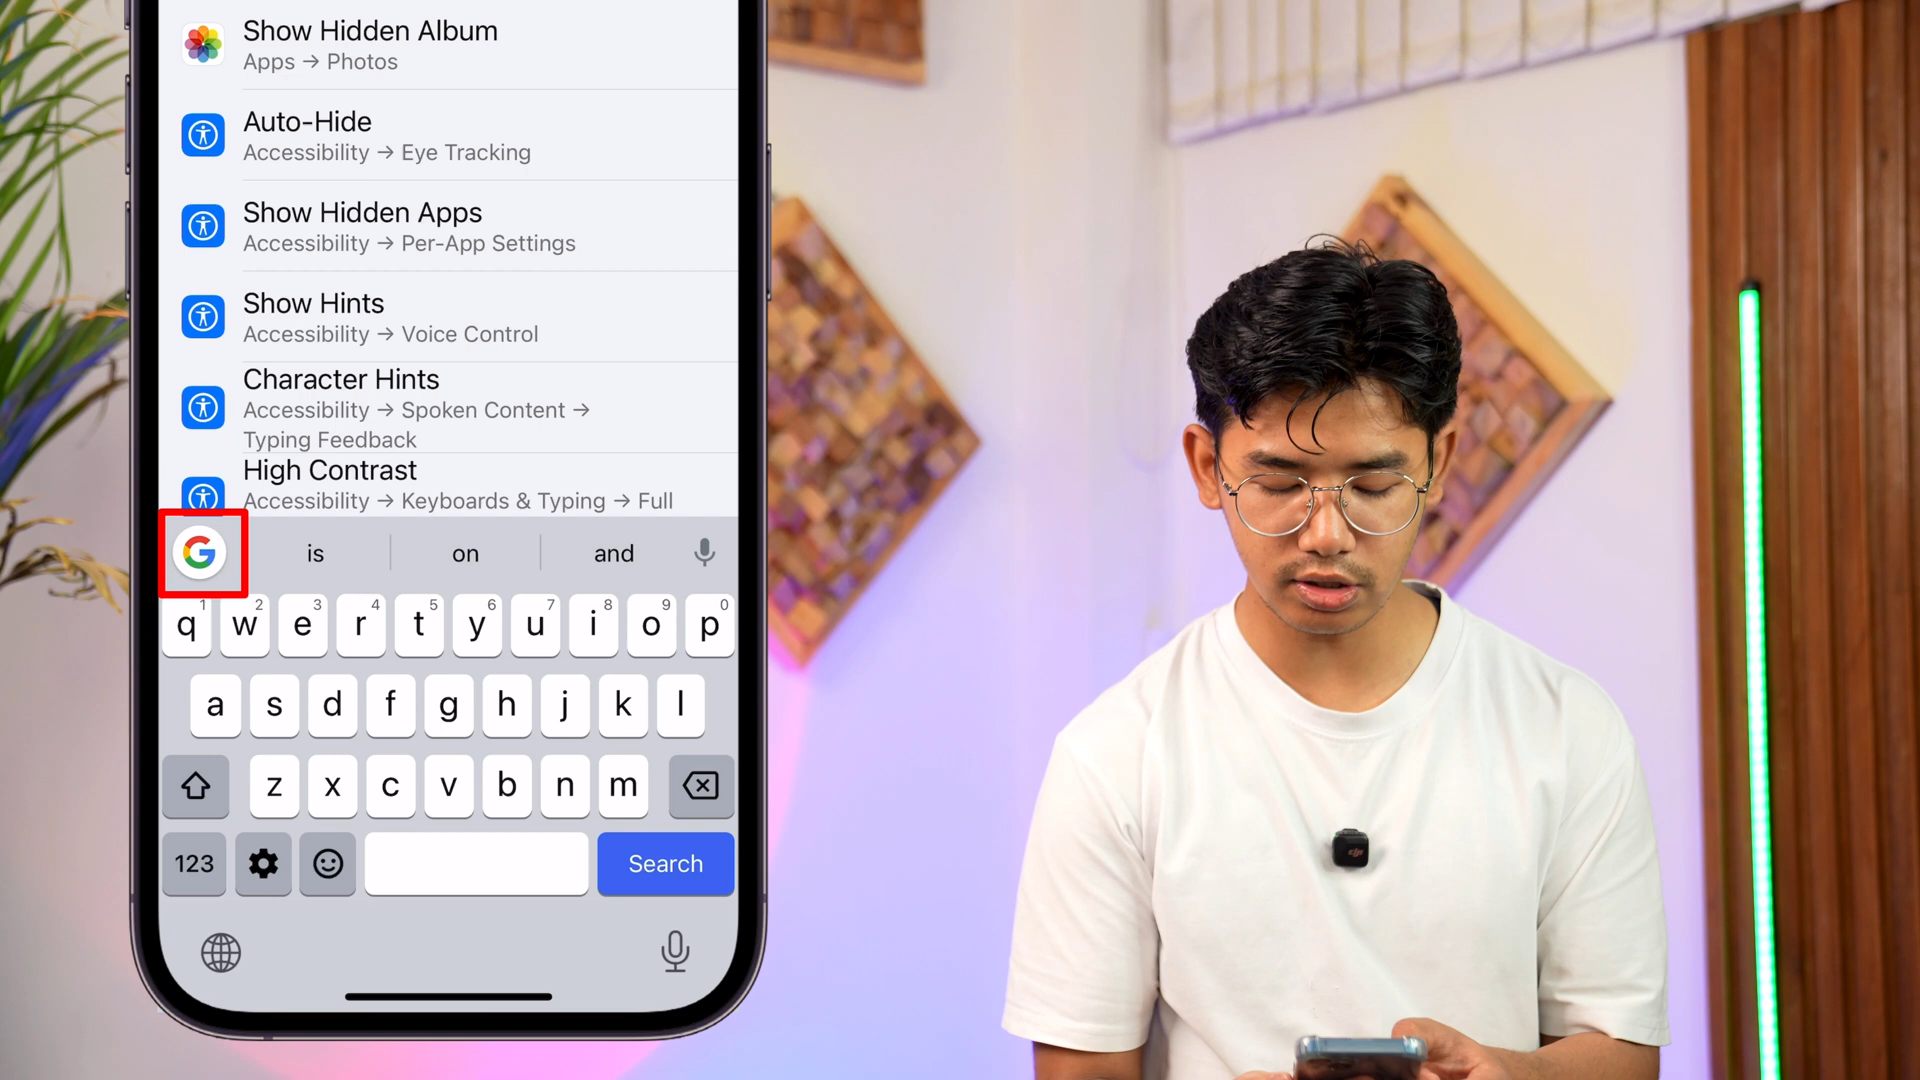 Show Hidden Album
Apps → Photos
Auto-Hide
Accessibility → Eye Tracking
Show Hidden Apps
Accessibility → Per-App Settings
Show Hints
Accessibility → Voice Control
Character Hints
Accessibility → Spoken Content →
Typing Feedback
High Contrast
Accessibility → Keyboards & Typing → Full
G is on and
1 2 3 4 5 6 7 8 9 0
q w e r t y u i o p
a s d f g h j k l
z x c v b n m
123 Search
dji